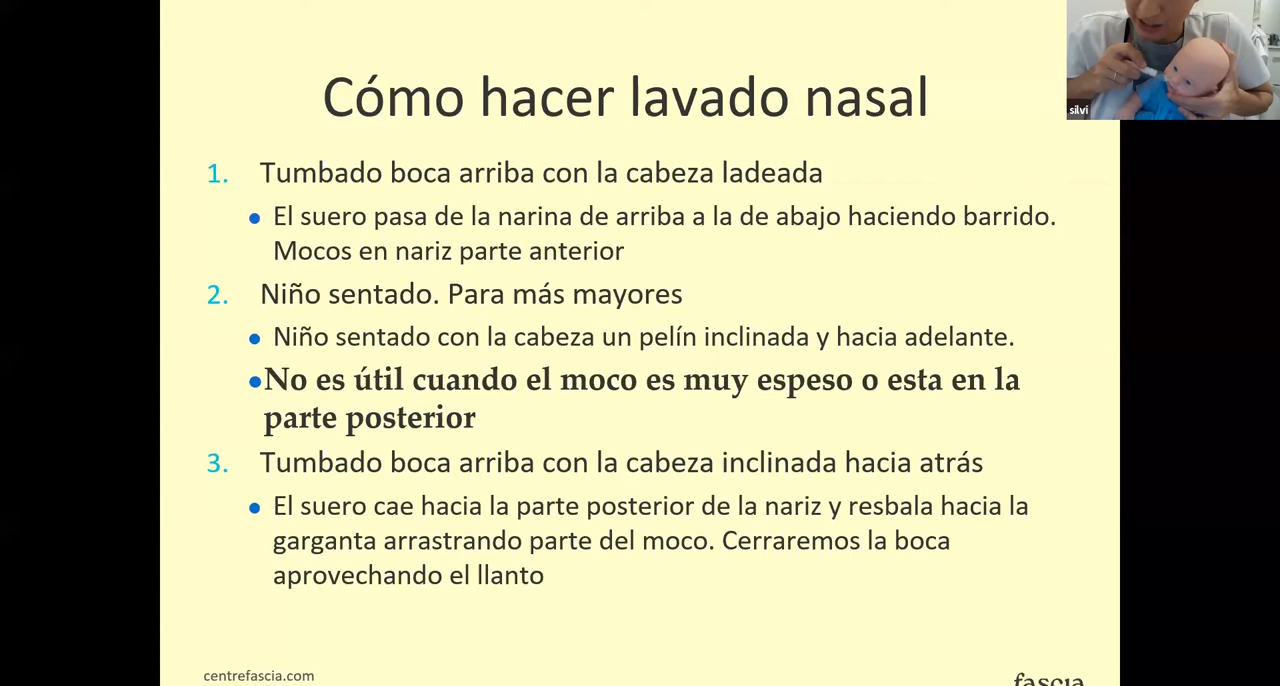 Cómo hacer lavado nasal
silvi
1. Tumbado boca arriba con la cabeza ladeada
● El suero pasa de la narina de arriba a la de abajo haciendo barrido.
Mocos en nariz parte anterior
2. Niño sentado. Para más mayores
● Niño sentado con la cabeza un pelín inclinada y hacia adelante.
●No es útil cuando el moco es muy espeso o esta en la
parte posterior
3. Tumbado boca arriba con la cabeza inclinada hacia atrás
● El suero cae hacia la parte posterior de la nariz y resbala hacia la
garganta arrastrando parte del moco. Cerraremos la boca
aprovechando el llanto
centrefascia.com
fascia